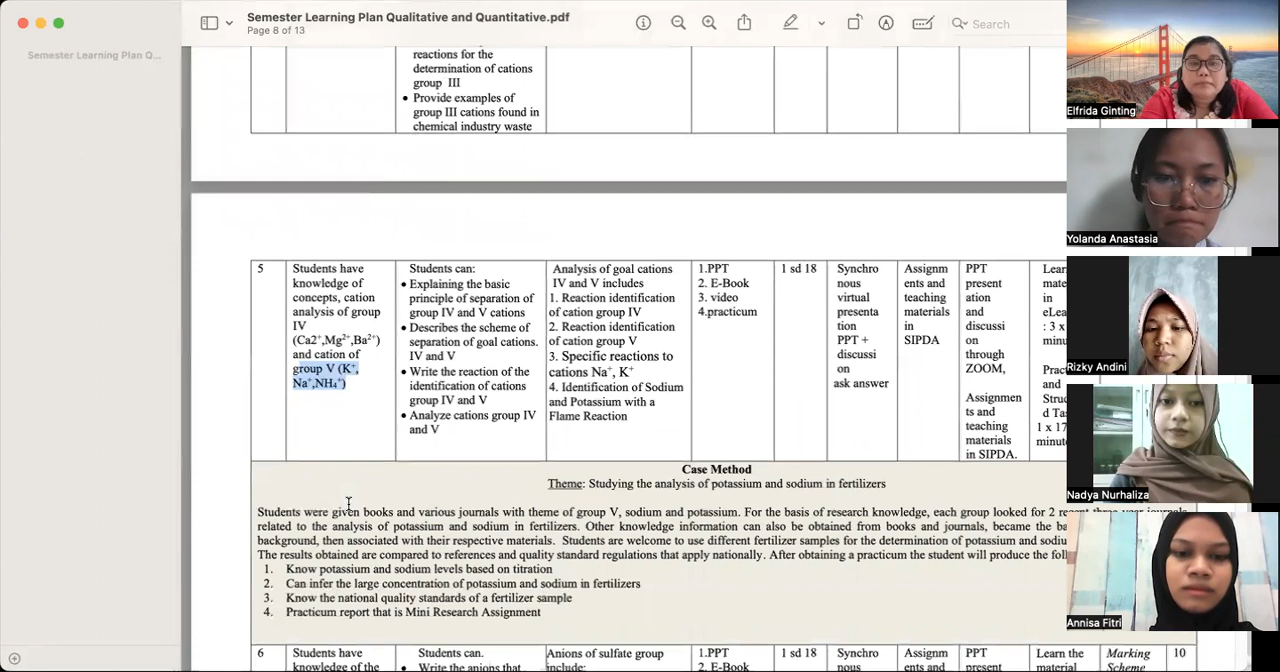 Semester Learning Plan Qualitative and Quantitative.pdf
Page 8 of 13
Search
Semester Learning Plan Q...
reactions for the
determination of cations
group III
• Provide examples of
group III cations found in
chemical industry waste
5
Students have
knowledge of
concepts, cation
analysis of group
IV
(Ca2⁺,Mg²⁺,Ba²⁺)
and cation of
group V (K⁺,
Na⁺,NH₄⁺)
Students can:
• Explaining the basic
principle of separation of
group IV and V cations
• Describes the scheme of
separation of goal cations.
IV and V
• Write the reaction of the
identification of cations
group IV and V
• Analyze cations group IV
and V
Analysis of goal cations
IV and V includes
1. Reaction identification
of cation group IV
2. Reaction identification
of cation group V
3. Specific reactions to
cations Na⁺, K⁺
4. Identification of Sodium
and Potassium with a
Flame Reaction
1.PPT
2. E-Book
3. video
4.practicum
1 sd 18
Synchro
nous
virtual
presenta
tion
PPT +
discussi
on
ask answer
Assignm
ents and
teaching
materials
in
SIPDA
PPT
present
ation
and
discussi
on
through
ZOOM,
Assignmen
ts and
teaching
materials
in SIPDA.
in
: 3 x
and
1 x 17
Case Method
Theme: Studying the analysis of potassium and sodium in fertilizers
Students were given books and various journals with theme of group V, sodium and potassium. For the basis of research knowledge, each group looked for 2 recent three-year journals
related to the analysis of potassium and sodium in fertilizers. Other knowledge information can also be obtained from books and journals, became the
background, then associated with their respective materials. Students are welcome to use different fertilizer samples for the determination of potassium and
The results obtained are compared to references and quality standard regulations that apply nationally. After obtaining a practicum the student will produce the
1. Know potassium and sodium levels based on titration
2. Can infer the large concentration of potassium and sodium in fertilizers
3. Know the national quality standards of a fertilizer sample
4. Practicum report that is Mini Research Assignment
6
Students have
knowledge of the
Students can.
• Write the anions that
Anions of sulfate group
include:
1.PPT
2. E-Book
1 sd 18
Synchro
nous
Assignm
ents and
PPT
present
Learn the
material
Marking
Scheme
10
Elfrida Ginting
Yolanda Anastasia
Rizky Andini
Nadya Nurhaliza
Annisa Fitri